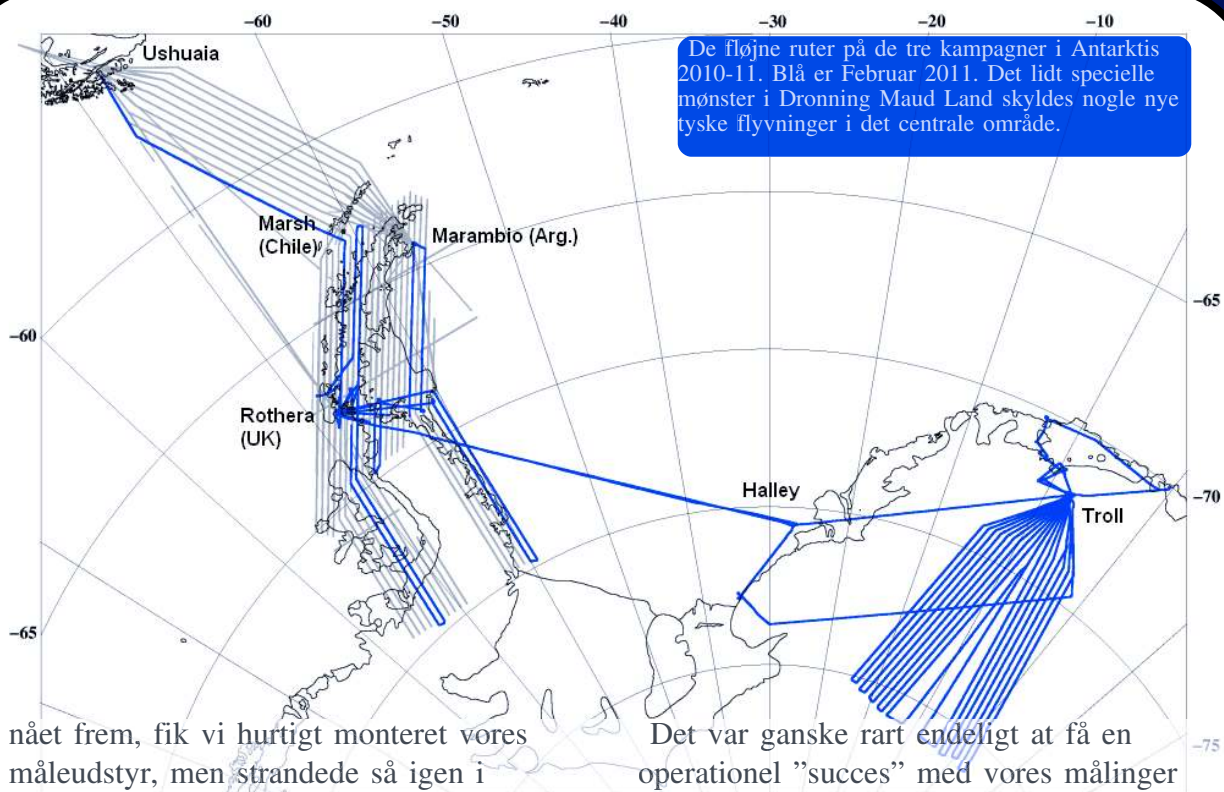 −60
−50
−40
−30
−20
−10
Ushuaia
De fløjne ruter på de tre kampagner i Antarktis
2010-11. Blå er Februar 2011. Det lidt specielle
mønster i Dronning Maud Land skyldes nogle nye
tyske flyvninger i det centrale område.
Marsh
(Chile)
Marambio (Arg.)
−65
−60
Rothera
(UK)
Halley
−70
Troll
−65
−75
nået frem, fik vi hurtigt monteret vores
måleudstyr, men strandede så igen i
Det var ganske rart endeligt at få en
operationel ”succes” med vores målinger